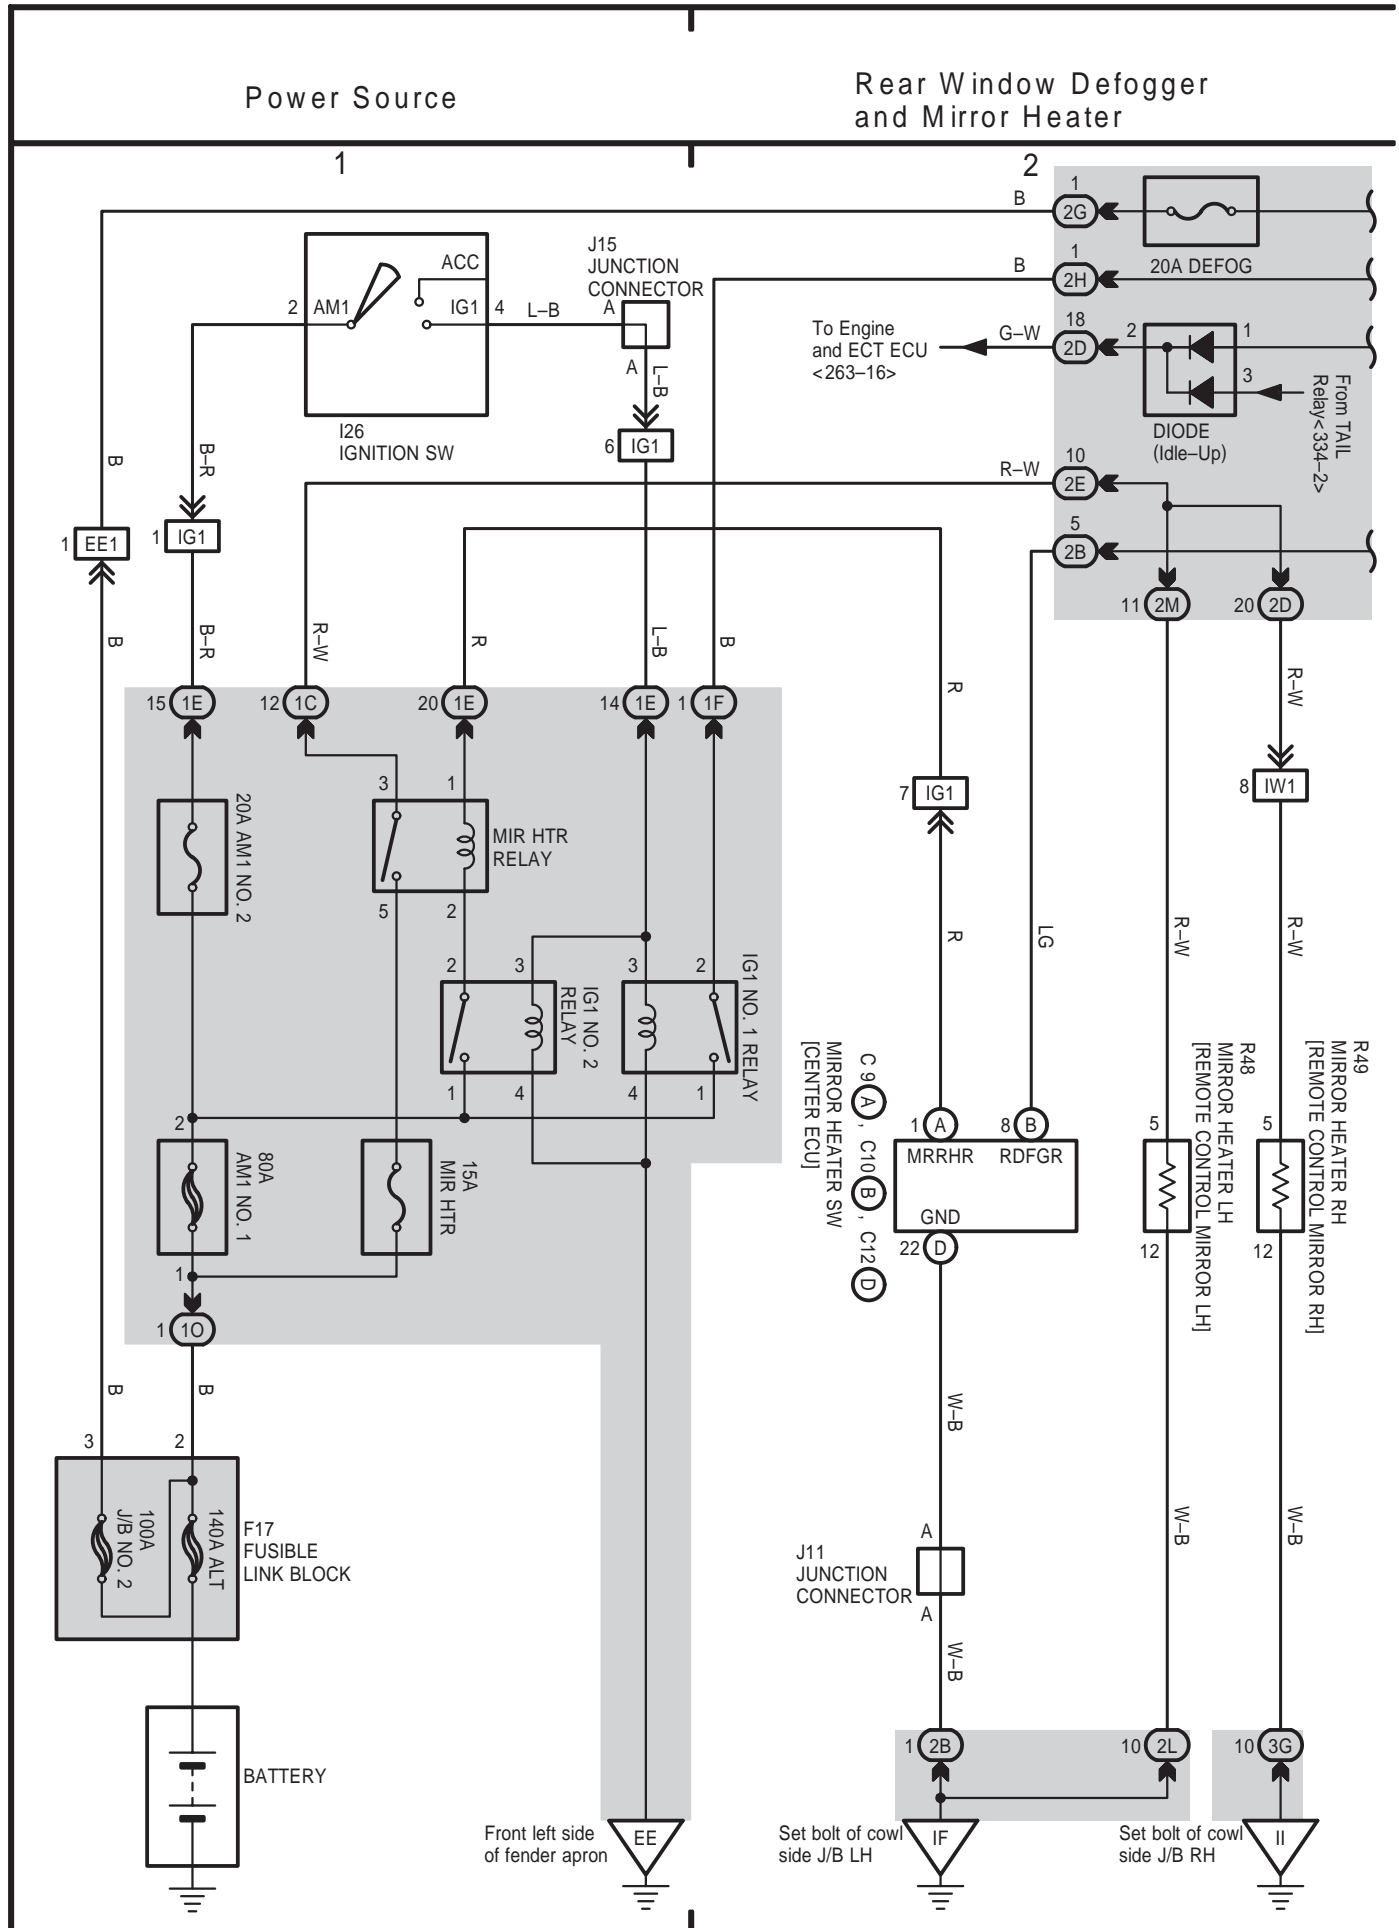 Power Source
Rear Window Defogger
and Mirror Heater
1
2
B
1
2G
20A DEFOG
B
1
2H
To Engine
and ECT ECU
<263–16>
G–W
18
2D
2
1
3
DIODE
(Idle–Up)
From TAIL
Relay<334–2>
R–W
10
2E
5
2B
11
2M
20
2D
J15
JUNCTION
CONNECTOR
ACC
2
AM1
IG1
4
L–B
A
A
L–B
I26
IGNITION SW
6
IG1
B
B–R
1
EE1
1
IG1
B
B–R
R–W
R
L–B
B
R
R–W
15
1E
12
1C
20
1E
14
1E
1
1F
20A AM1 NO. 2
3
1
MIR HTR
RELAY
5
2
7
IG1
8
IW1
R
LG
R–W
R–W
2
3
IG1 NO. 2
RELAY
1
4
3
2
IG1 NO. 1 RELAY
4
1
2
80A
AM1 NO. 1
1
15A
MIR HTR
1
1O
C 9 A , C10 B , C12 D
MIRROR HEATER SW
[CENTER ECU]
1
A
8
B
MRRHR
RDFGR
GND
22
D
R48
MIRROR HEATER LH
[REMOTE CONTROL MIRROR LH]
5
12
R49
MIRROR HEATER RH
[REMOTE CONTROL MIRROR RH]
5
12
B
B
W–B
3
2
100A
J/B NO. 2
140A ALT
F17
FUSIBLE
LINK BLOCK
W–B
W–B
A
J11
JUNCTION
CONNECTOR
A
W–B
BATTERY
1
2B
10
2L
10
3G
Front left side
of fender apron
EE
Set bolt of cowl
side J/B LH
IF
Set bolt of cowl
side J/B RH
II